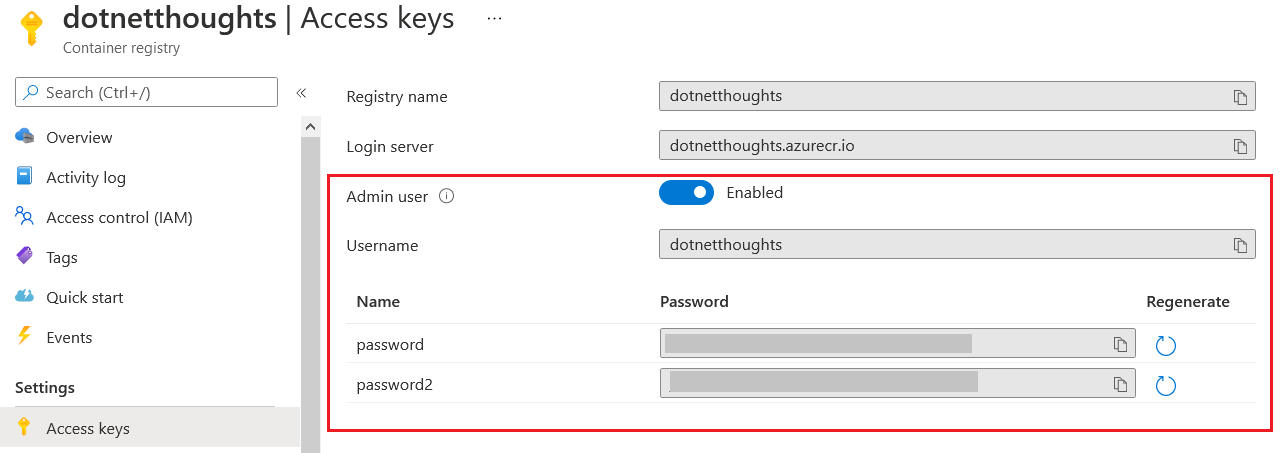 dotnetthoughts | Access keys ...
Container registry
Search (Ctrl+/)
«
Overview
Activity log
Access control (IAM)
Tags
Quick start
Events
Settings
Access keys
Registry name dotnetthoughts
Login server dotnetthoughts.azurecr.io
Admin user Enabled
Username dotnetthoughts
Name Password Regenerate
password
password2